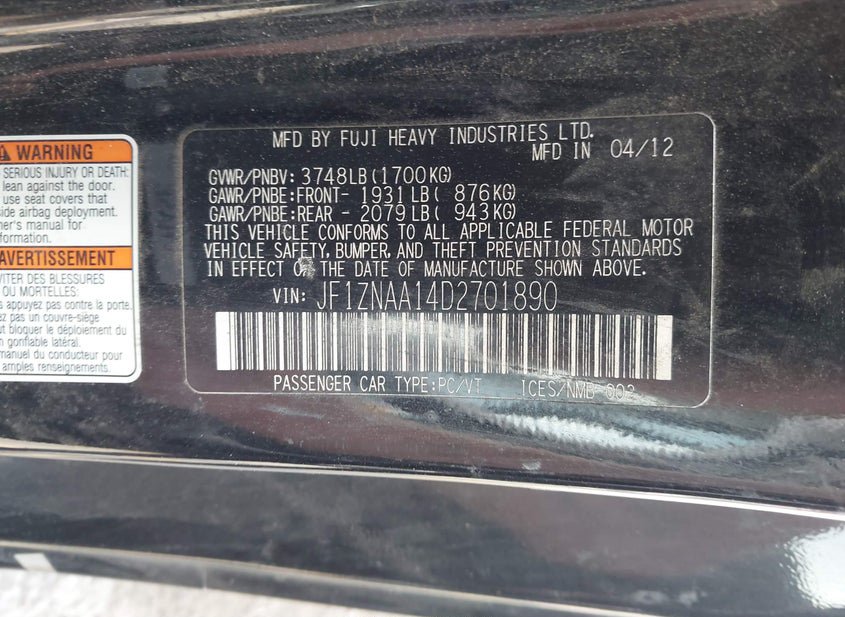 WARNING
SERIOUS INJURY OR DEATH:
lean against the door.
use seat covers that
side airbag deployment.
manual for
AVERTISSEMENT
DES BLESSURES
OU MORTELLES:
appuyez pas contre la porte.
pas un couvre-siège
bloquer le déploiement du
gonflable latéral.
manuel du conducteur pour
amples renseignements.
MFD BY FUJI HEAVY INDUSTRIES LTD.
MFD IN 04/12
GVWR/PNBV: 3748LB(1700KG)
GAWR/PNBE:FRONT- 1931LB( 876KG)
GAWR/PNBE:REAR - 2079LB( 943KG)
THIS VEHICLE CONFORMS TO ALL APPLICABLE FEDERAL MOTOR
VEHICLE SAFETY, BUMPER, AND THEFT PREVENTION STANDARDS
IN EFFECT ON THE DATE OF MANUFACTURE SHOWN ABOVE.
VIN: JF1ZNAA14D2701890
PASSENGER CAR TYPE:PC/VT ICES/NMB-003